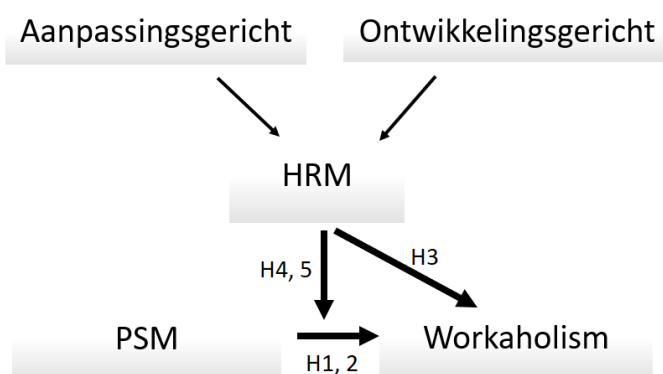 Aanpassingsgericht
Ontwikkelingsgericht
HRM
H4, 5
H3
PSM
Workaholism
H1, 2